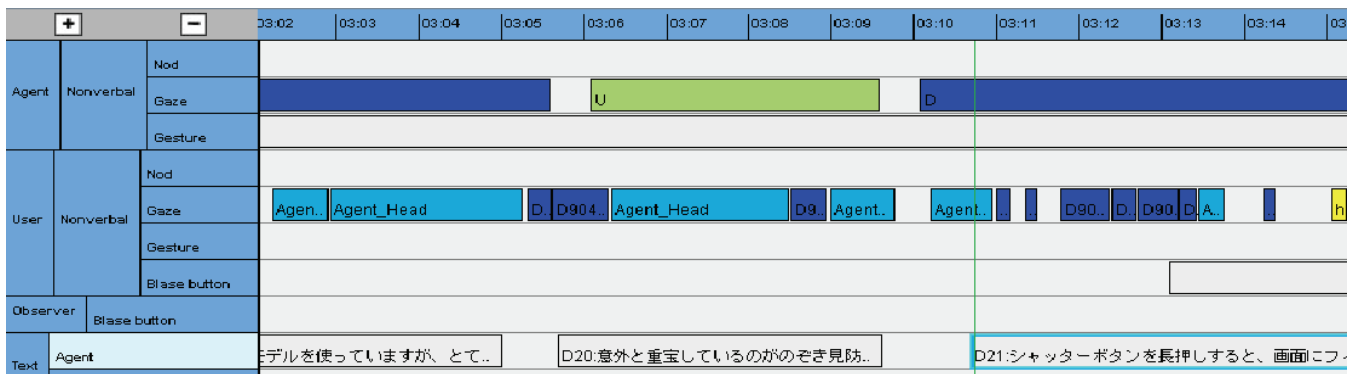 + − 03:02 03:03 03:04 03:05 03:06 03:07 03:08 03:09 03:10 03:11 03:12 03:13 03:14 03
Nod
Agent Nonverbal Gaze U D
Gesture
Nod
User Nonverbal Gaze Agen.. Agent_Head D. D904.. Agent_Head D9.. Agent.. Agent.. .. .. D90.. D. D90. D. A.. .. h
Gesture
Blase button
Observer Blase button
Text Agent モデルを使っていますが、とて.. D20:意外と重宝しているのがのぞき見防.. D21:シャッターボタンを長押しすると、画面にフィ